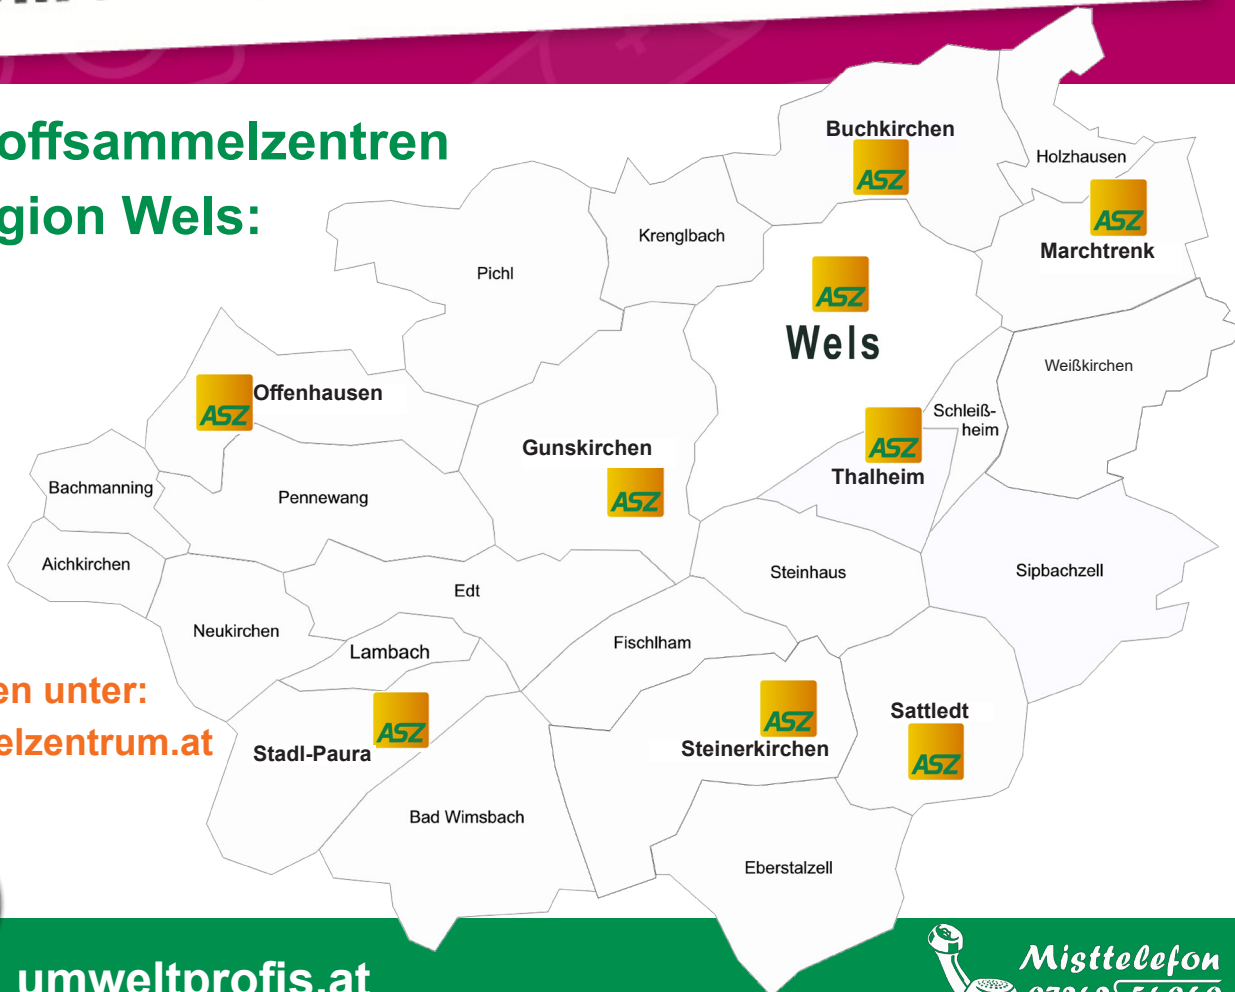 offsammelzentren
gion Wels:
Buchkirchen
ASZ
Holzhausen
ASZ
Marchtrenk
Krenglbach
Pichl
ASZ
Wels
Weißkirchen
Offenhausen
ASZ
Schleiß-
heim
ASZ
Thalheim
Gunskirchen
ASZ
Bachmanning
Pennewang
Aichkirchen
Steinhaus
Sipbachzell
Edt
Neukirchen
Fischlham
Lambach
en unter:
elzentrum.at
ASZ
Stadl-Paura
ASZ
Steinerkirchen
Sattledt
ASZ
Bad Wimsbach
Eberstalzell
umweltprofis.at
Misttelefon